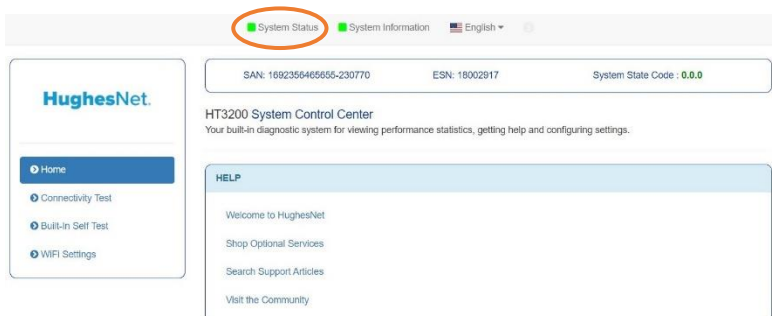 System Status System Information English
HughesNet.
SAN: 1692356465655-230770 ESN: 18002917 System State Code : 0.0.0
HT3200 System Control Center
Your built-in diagnostic system for viewing performance statistics, getting help and configuring settings.
Home
Connectivity Test
Built-In Self Test
WIFI Settings
HELP
Welcome to HughesNet
Shop Optional Services
Search Support Articles
Visit the Community